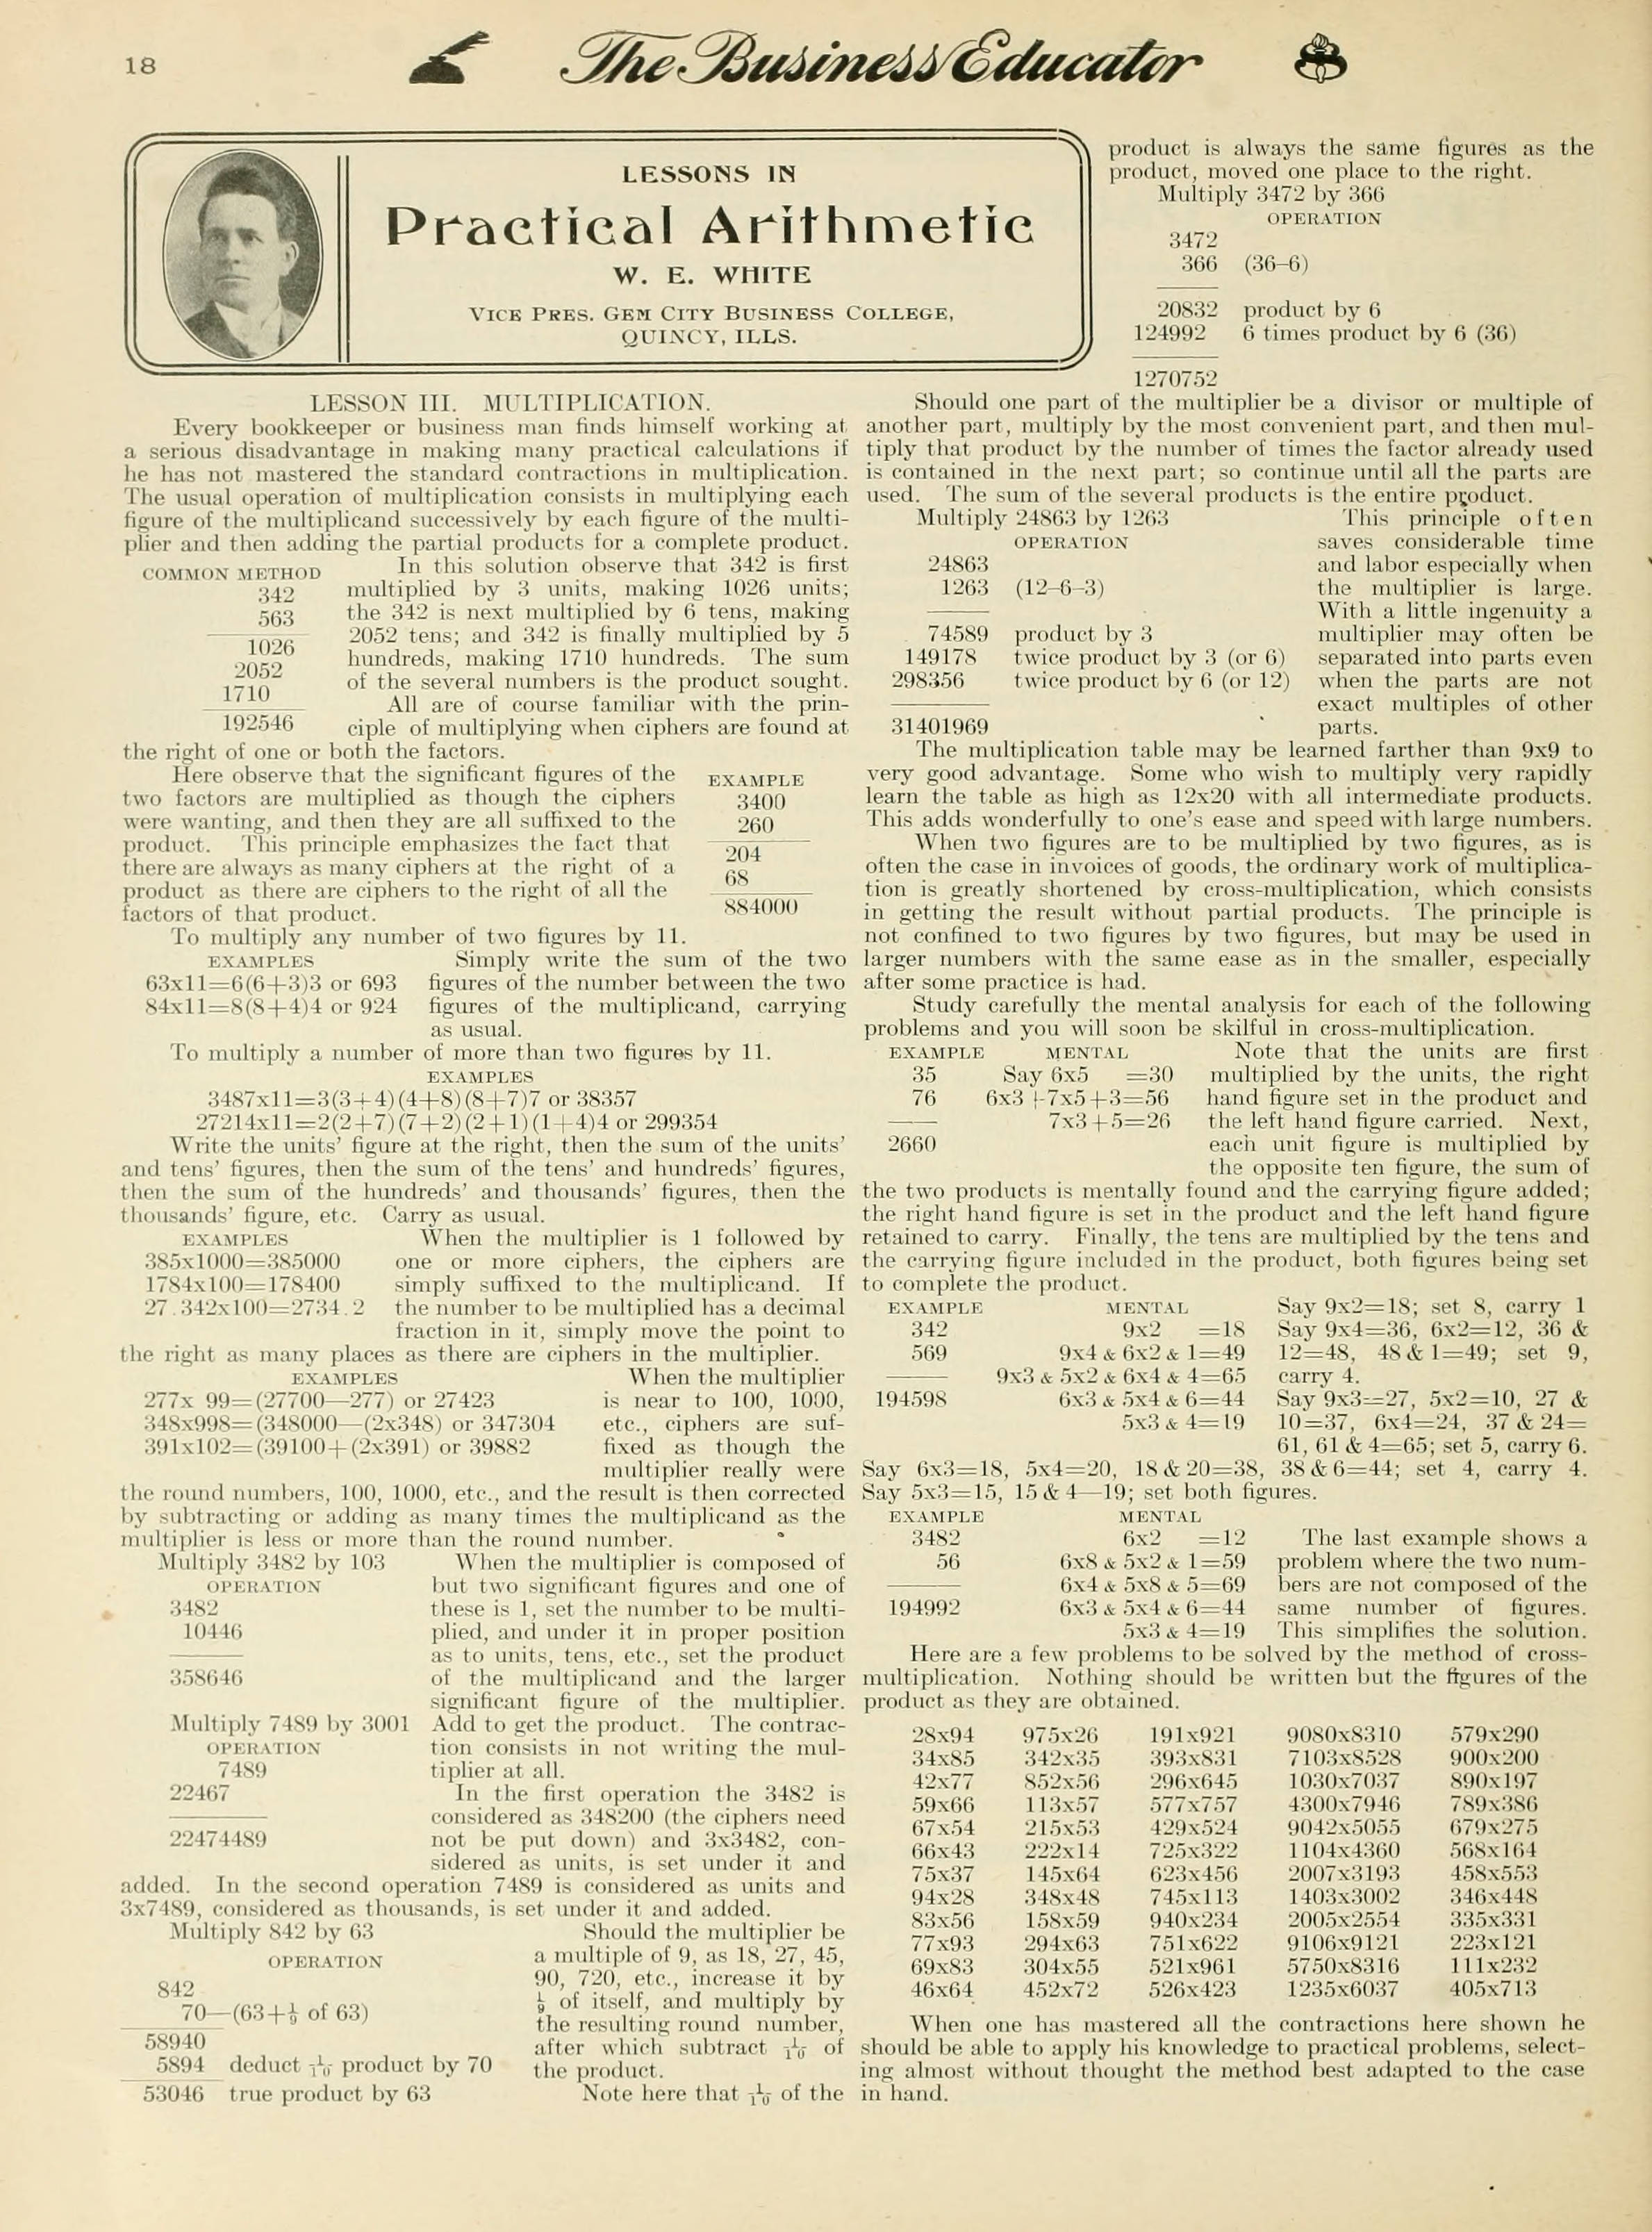 18
The Business Educator
LESSONS IN
Practical Arithmetic
W. E. WHITE
VICE PRES. GEM CITY BUSINESS COLLEGE,
QUINCY, ILLS.
LESSON III. MULTIPLICATION.
Every bookkeeper or business man finds himself working at
a serious disadvantage in making many practical calculations if
he has not mastered the standard contractions in multiplication.
The usual operation of multiplication consists in multiplying each
figure of the multiplicand successively by each figure of the multi-
plier and then adding the partial products for a complete product.
COMMON METHOD
342
563
1026
2052
1710
192546
In this solution observe that 342 is first
multiplied by 3 units, making 1026 units;
the 342 is next multiplied by 6 tens, making
2052 tens; and 342 is finally multiplied by 5
hundreds, making 1710 hundreds. The sum
of the several numbers is the product sought.
All are of course familiar with the prin-
ciple of multiplying when ciphers are found at
the right of one or both the factors.
Here observe that the significant figures of the
two factors are multiplied as though the ciphers
were wanting, and then they are all suffixed to the
product. This principle emphasizes the fact that
there are always as many ciphers at the right of a
product as there are ciphers to the right of all the
factors of that product.
EXAMPLE
3400
260
204
68
884000
To multiply any number of two figures by 11.
EXAMPLES
63x11=6(6+3)3 or 693
84x11=8(8+4)4 or 924
Simply write the sum of the two
figures of the number between the two
figures of the multiplicand, carrying
as usual.
To multiply a number of more than two figures by 11.
EXAMPLES
3487x11=3(3+4)(4+8)(8+7)7 or 38357
27214x11=2(2+7)(7+2)(2+1)(1+4)4 or 299354
Write the units' figure at the right, then the sum of the units'
and tens' figures, then the sum of the tens' and hundreds' figures,
then the sum of the hundreds' and thousands' figures, then the
thousands' figure, etc. Carry as usual.
EXAMPLES
385x1000=385000
1784x100=178400
27.342x100=2734.2
When the multiplier is 1 followed by
one or more ciphers, the ciphers are
simply suffixed to the multiplicand. If
the number to be multiplied has a decimal
fraction in it, simply move the point to
the right as many places as there are ciphers in the multiplier.
EXAMPLES
277x 99=(27700—277) or 27423
348x998=(348000—(2x348) or 347304
391x102=(39100+(2x391) or 39882
When the multiplier
is near to 100, 1000,
etc., ciphers are suf-
fixed as though the
multiplier really were
the round numbers, 100, 1000, etc., and the result is then corrected
by subtracting or adding as many times the multiplicand as the
multiplier is less or more than the round number.
Multiply 3482 by 103
OPERATION
3482
10446
358646
Multiply 7489 by 3001
OPERATION
7489
22467
22474489
When the multiplier is composed of
but two significant figures and one of
these is 1, set the number to be multi-
plied, and under it in proper position
as to units, tens, etc., set the product
of the multiplicand and the larger
significant figure of the multiplier.
Add to get the product. The contrac-
tion consists in not writing the mul-
tiplier at all.
In the first operation the 3482 is
considered as 348200 (the ciphers need
not be put down) and 3x3482, con-
sidered as units, is set under it and
added. In the second operation 7489 is considered as units and
3x7489, considered as thousands, is set under it and added.
Multiply 842 by 63
OPERATION
842
70—(63+1/9 of 63)
58940
5894 deduct 1/10 product by 70
53046 true product by 63
Should the multiplier be
a multiple of 9, as 18, 27, 45,
90, 720, etc., increase it by
1/9 of itself, and multiply by
the resulting round number,
after which subtract 1/10 of
the product.
Note here that 1/10 of the
product is always the same figures as the
product, moved one place to the right.
Multiply 3472 by 366
OPERATION
3472
366 (36-6)
20832 product by 6
124992 6 times product by 6 (36)
1270752
Should one part of the multiplier be a divisor or multiple of
another part, multiply by the most convenient part, and then mul-
tiply that product by the number of times the factor already used
is contained in the next part; so continue until all the parts are
used. The sum of the several products is the entire product.
Multiply 24863 by 1263
OPERATION
24863
1263 (12-6-3)
74589 product by 3
149178 twice product by 3 (or 6)
298356 twice product by 6 (or 12)
31401969
This principle often
saves considerable time
and labor especially when
the multiplier is large.
With a little ingenuity a
multiplier may often be
separated into parts even
when the parts are not
exact multiples of other
parts.
The multiplication table may be learned farther than 9x9 to
very good advantage. Some who wish to multiply very rapidly
learn the table as high as 12x20 with all intermediate products.
This adds wonderfully to one's ease and speed with large numbers.
When two figures are to be multiplied by two figures, as is
often the case in invoices of goods, the ordinary work of multiplica-
tion is greatly shortened by cross-multiplication, which consists
in getting the result without partial products. The principle is
not confined to two figures by two figures, but may be used in
larger numbers with the same ease as in the smaller, especially
after some practice is had.
Study carefully the mental analysis for each of the following
problems and you will soon be skilful in cross-multiplication.
EXAMPLE MENTAL
35 Say 6x5 =30
76 6x3+7x5+3=56
7x3+5=26
2660
Note that the units are first
multiplied by the units, the right
hand figure set in the product and
the left hand figure carried. Next,
each unit figure is multiplied by
the opposite ten figure, the sum of
the two products is mentally found and the carrying figure added;
the right hand figure is set in the product and the left hand figure
retained to carry. Finally, the tens are multiplied by the tens and
the carrying figure included in the product, both figures being set
to complete the product.
EXAMPLE MENTAL
342 9x2 =18
569 9x4 & 6x2 & 1=49
9x3 & 5x2 & 6x4 & 4=65
194598 6x3 & 5x4 & 6=44
5x3 & 4=19
Say 9x2=18; set 8, carry 1
Say 9x4=36, 6x2=12, 36 &
12=48, 48 & 1=49; set 9,
carry 4.
Say 9x3=27, 5x2=10, 27 &
10=37, 6x4=24, 37 & 24=
61, 61 & 4=65; set 5, carry 6.
Say 6x3=18, 5x4=20, 18 & 20=38, 38 & 6=44; set 4, carry 4.
Say 5x3=15, 15 & 4—19; set both figures.
EXAMPLE MENTAL
3482 6x2 =12
56 6x8 & 5x2 & 1=59
6x4 & 5x8 & 5=69
194992 6x3 & 5x4 & 6=44
5x3 & 4=19
The last example shows a
problem where the two num-
bers are not composed of the
same number of figures.
This simplifies the solution.
Here are a few problems to be solved by the method of cross-
multiplication. Nothing should be written but the figures of the
product as they are obtained.
28x94 975x26 191x921 9080x8310 579x290
34x85 342x35 393x831 7103x8528 900x200
42x77 852x56 296x645 1030x7037 890x197
59x66 113x57 577x757 4300x7946 789x386
67x54 215x53 429x524 9042x5055 679x275
66x43 222x14 725x322 1104x4360 568x164
75x37 145x64 623x456 2007x3193 458x553
94x28 348x48 745x113 1403x3002 346x448
83x56 158x59 940x234 2005x2554 335x331
77x93 294x63 751x622 9106x9121 223x121
69x83 304x55 521x961 5750x8316 111x232
46x64 452x72 526x423 1235x6037 405x713
When one has mastered all the contractions here shown he
should be able to apply his knowledge to practical problems, select-
ing almost without thought the method best adapted to the case
in hand.